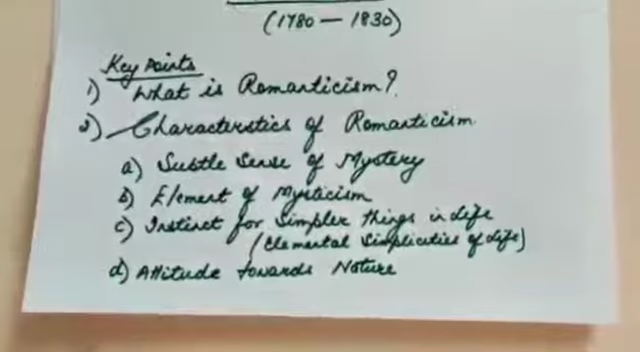 (1780 — 1830)
Key Points
1) What is Romanticism?
2) Characteristics of Romanticism
a) Subtle Sense of Mystery
b) Element of Mysticism
c) Instinct for Simpler things in Life
(Elemental Simplicities of Life)
d) Attitude towards Nature